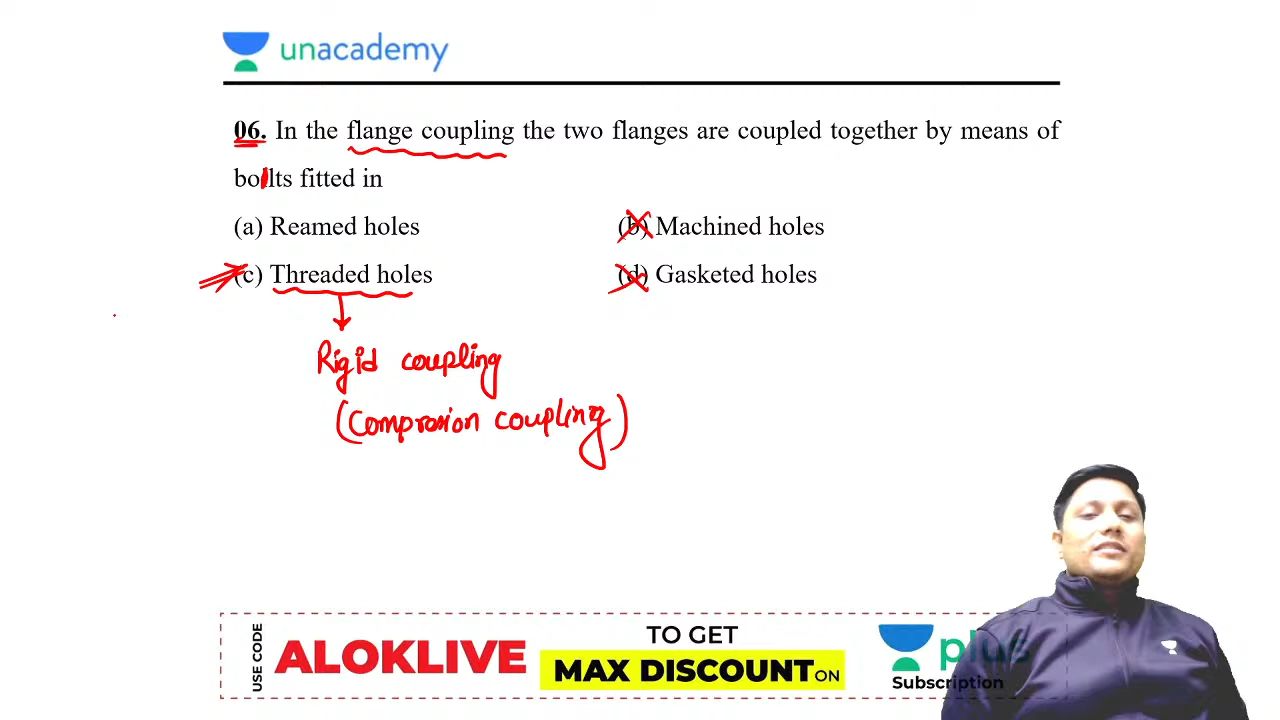 unacademy
06. In the flange coupling the two flanges are coupled together by means of
bollts fitted in
(a) Reamed holes (b) Machined holes
(c) Threaded holes (d) Gasketed holes
Rigid coupling
(Compression coupling)
USE CODE
ALOKLIVE
TO GET
MAX DISCOUNT ON
plus
Subscription